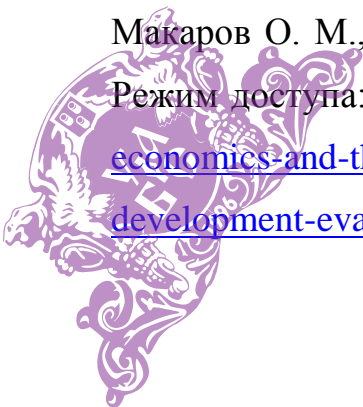 Макаров О. М.,
Режим доступа:
economics-and-th
development-eva